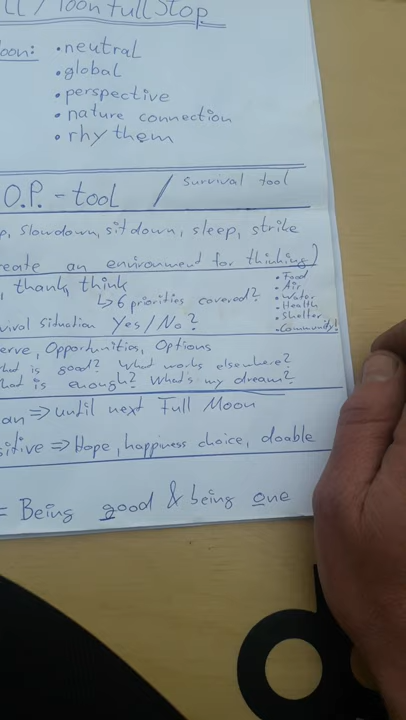 Moon full Stop
oon: • neutral
• global
• perspective
• nature connection
• rhy them
O.P. - tool / Survival tool
p, Slowdown, sit down, sleep, strike
reate an environment for thinking)
, thank, think
↳ 6 priorities covered?
• Food
• Air
• Water
• Health
• Shelter
• Community!
vival Situation Yes/No?
erve, Opportunities, Options
hat is good? What works elsewhere?
hat is enough? What's my dream?
an ⇒ until next Full Moon
sitive ⇒ Hope, happiness choice, doable
= Being good & being one